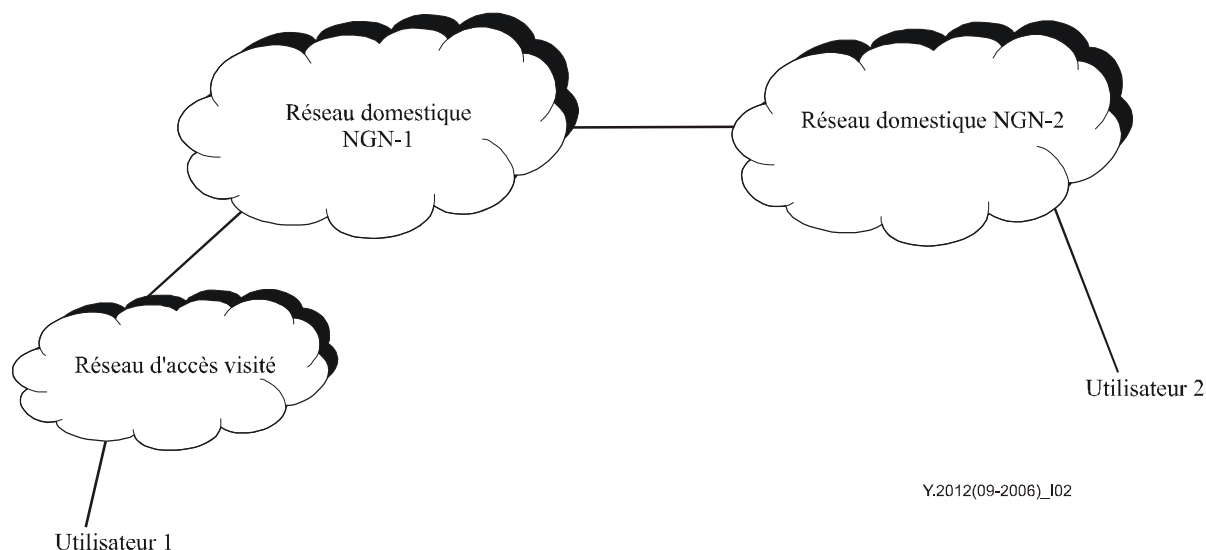 Réseau domestique
NGN-1
Réseau domestique NGN-2
Réseau d'accès visité
Utilisateur 2
Y.2012(09-2006)_I02
Utilisateur 1